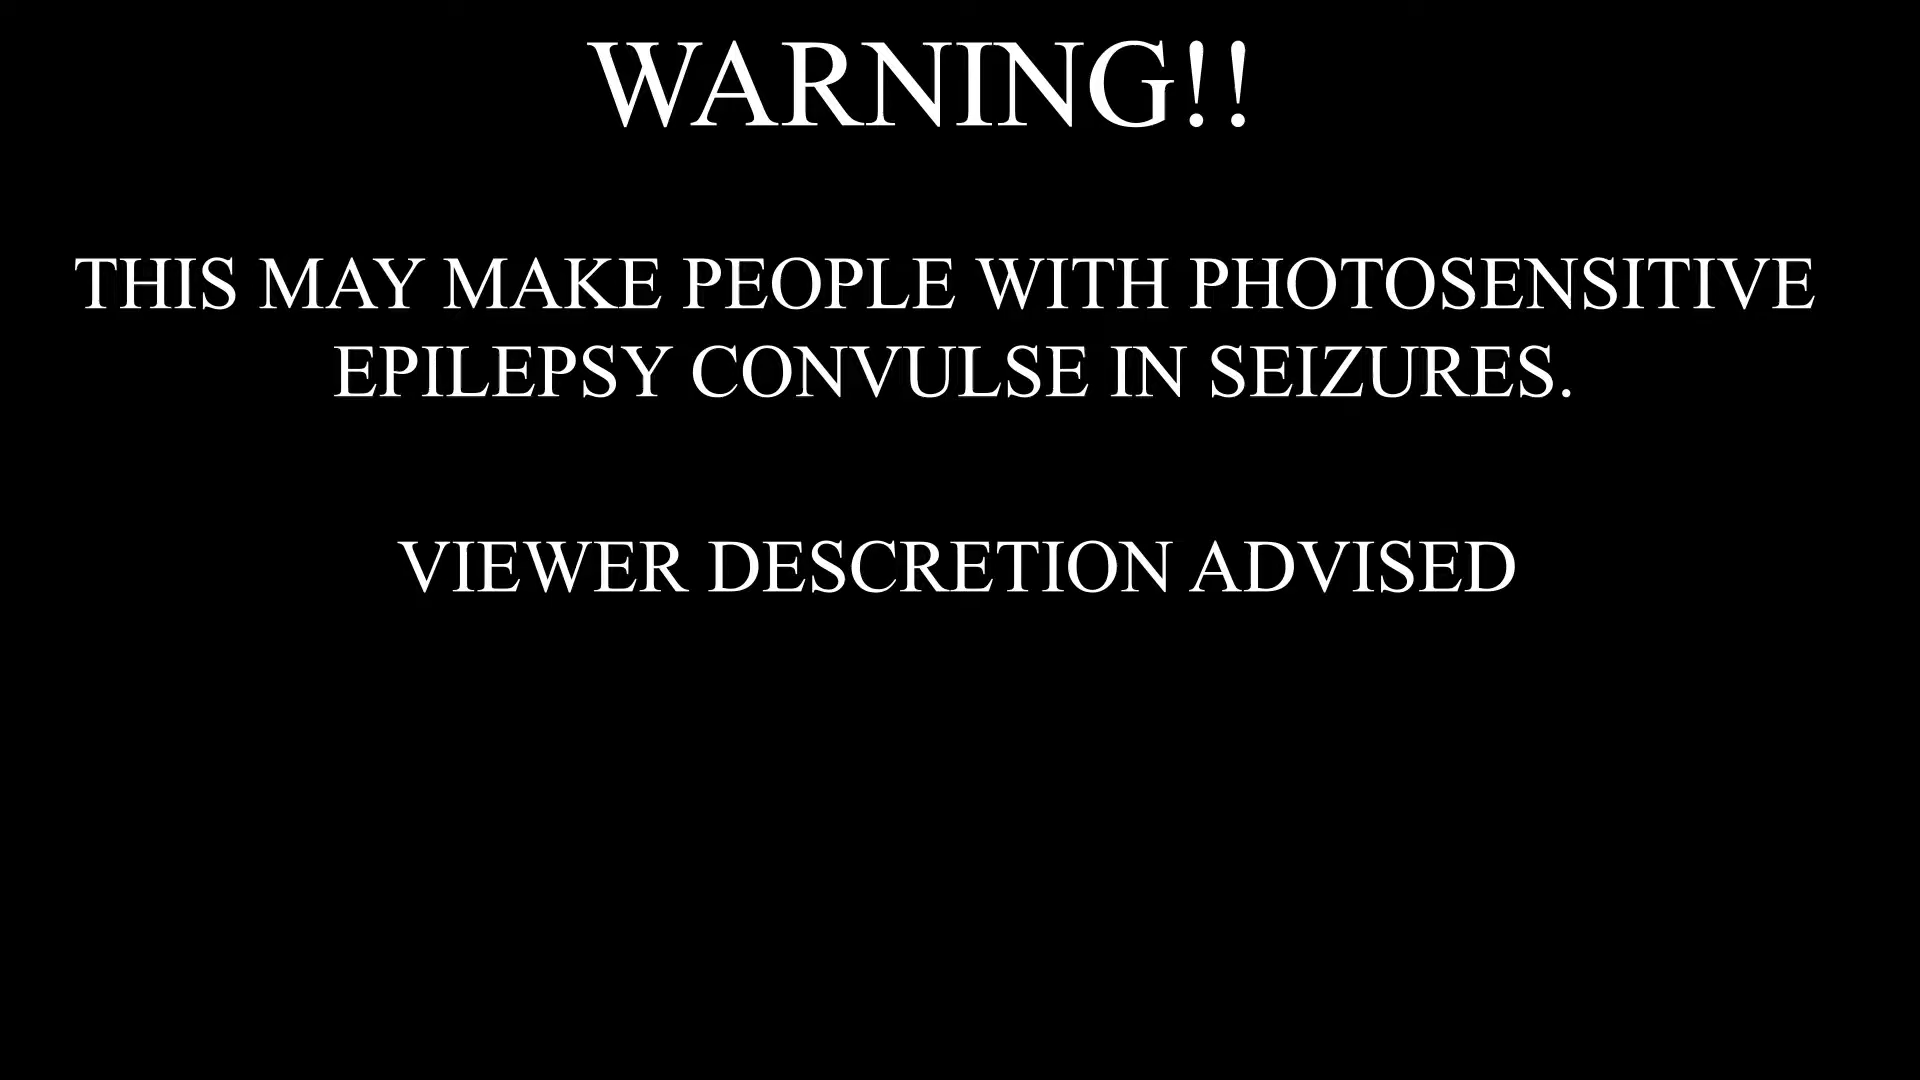 WARNING!!
THIS MAY MAKE PEOPLE WITH PHOTOSENSITIVE
EPILEPSY CONVULSE IN SEIZURES.
VIEWER DESCRETION ADVISED